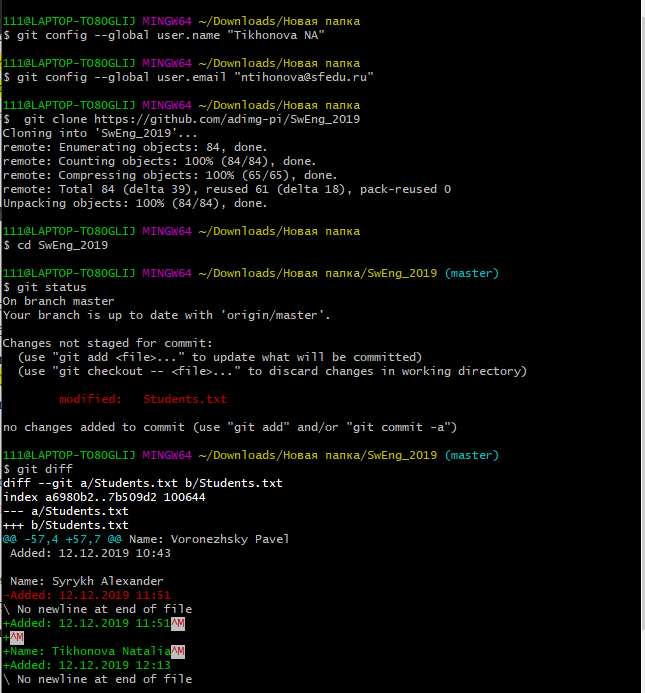 111@LAPTOP-TO8OGLIJ MINGW64 ~/Downloads/Новая папка
$ git config --global user.name "Tikhonova NA"
111@LAPTOP-TO8OGLIJ MINGW64 ~/Downloads/Новая папка
$ git config --global user.email "ntihonova@sfedu.ru"
111@LAPTOP-TO8OGLIJ MINGW64 ~/Downloads/Новая папка
$  git clone https://github.com/adimg-pi/SwEng_2019
Cloning into 'SwEng_2019'...
remote: Enumerating objects: 84, done.
remote: Counting objects: 100% (84/84), done.
remote: Compressing objects: 100% (65/65), done.
remote: Total 84 (delta 39), reused 61 (delta 18), pack-reused 0
Unpacking objects: 100% (84/84), done.
111@LAPTOP-TO8OGLIJ MINGW64 ~/Downloads/Новая папка
$ cd SwEng_2019
111@LAPTOP-TO8OGLIJ MINGW64 ~/Downloads/Новая папка/SwEng_2019 (master)
$ git status
On branch master
Your branch is up to date with 'origin/master'.
Changes not staged for commit:
  (use "git add <file>..." to update what will be committed)
  (use "git checkout -- <file>..." to discard changes in working directory)
        modified:   Students.txt
no changes added to commit (use "git add" and/or "git commit -a")
111@LAPTOP-TO8OGLIJ MINGW64 ~/Downloads/Новая папка/SwEng_2019 (master)
$ git diff
diff --git a/Students.txt b/Students.txt
index a6980b2..7b509d2 100644
--- a/Students.txt
+++ b/Students.txt
@@ -57,4 +57,7 @@ Name: Voronezhsky Pavel
 Added: 12.12.2019 10:43
 Name: Syrykh Alexander
-Added: 12.12.2019 11:51
\ No newline at end of file
+Added: 12.12.2019 11:51^M
+^M
+Name: Tikhonova Natalia^M
+Added: 12.12.2019 12:13
\ No newline at end of file